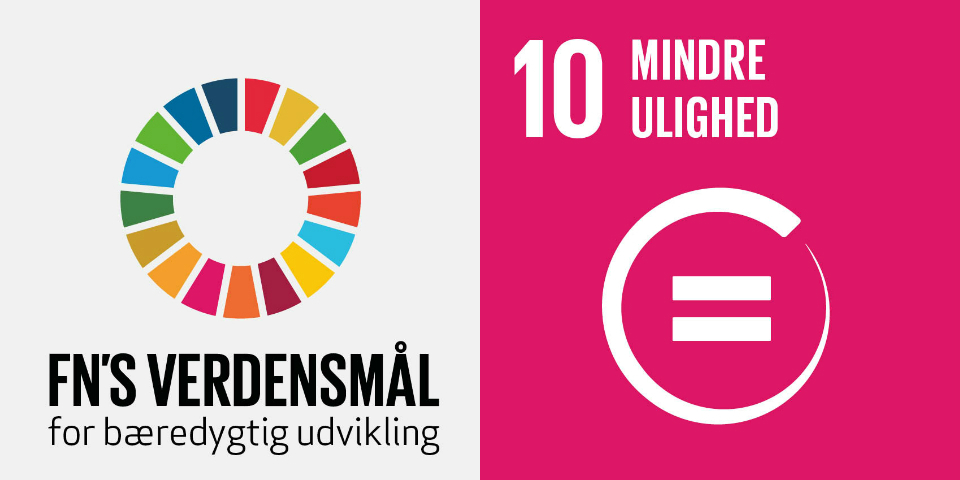 FN'S VERDENSMÅL
for bæredygtig udvikling
10 MINDRE
ULIGHED
=